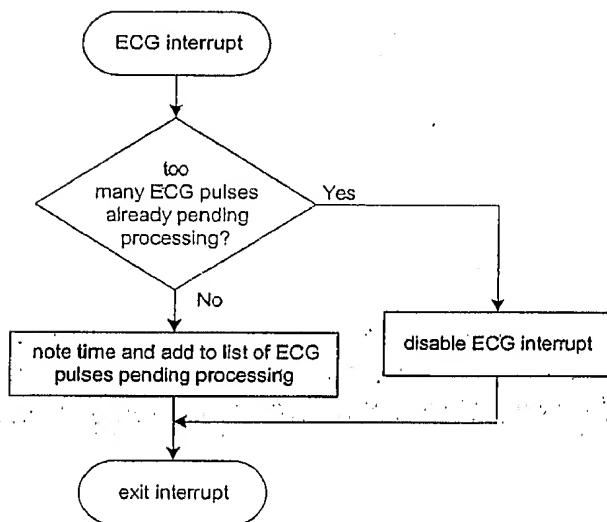 ECG interrupt
too
many ECG pulses
already pending
processing?
Yes
No
note time and add to list of ECG
pulses pending processing
disable ECG interrupt
exit interrupt